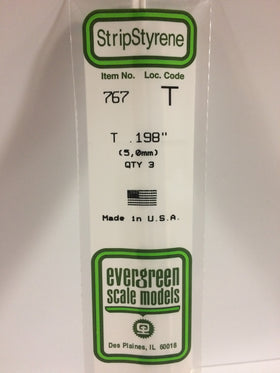 StripStyrene
Item No. Loc. Code
767 T
T .198"
(5,0mm)
QTY 3
Made in U.S.A.
evergreen
scale models
Des Plaines, IL 60018